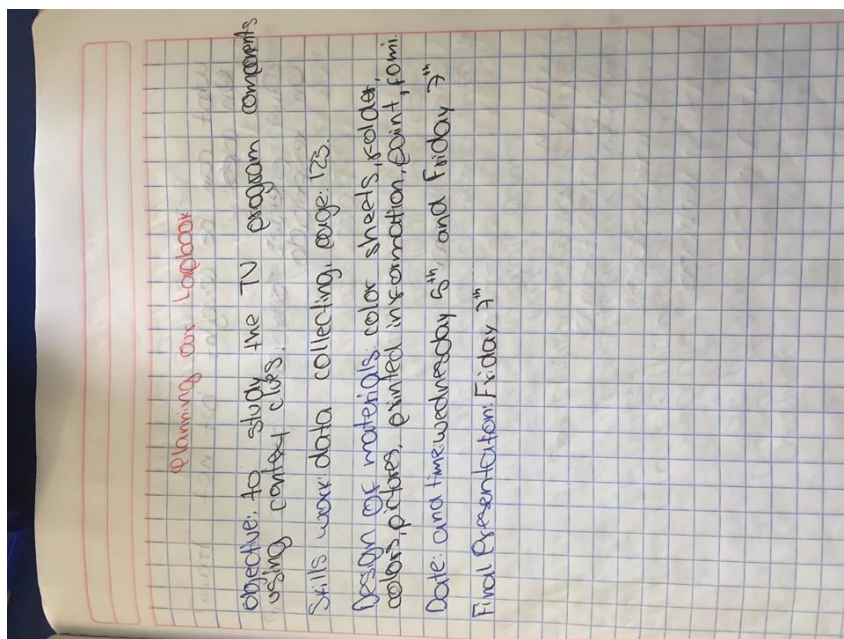 Planning our Lapbook
Objective: to study the TV program components
using context clues.
Skills work: data collecting, page: 123.
Design of materials: color sheets, folder,
colors, pictures, printed information, paint, fomi.
Date: and time: wednesday 5th and Friday 7th
Final Presentation: Friday 7th